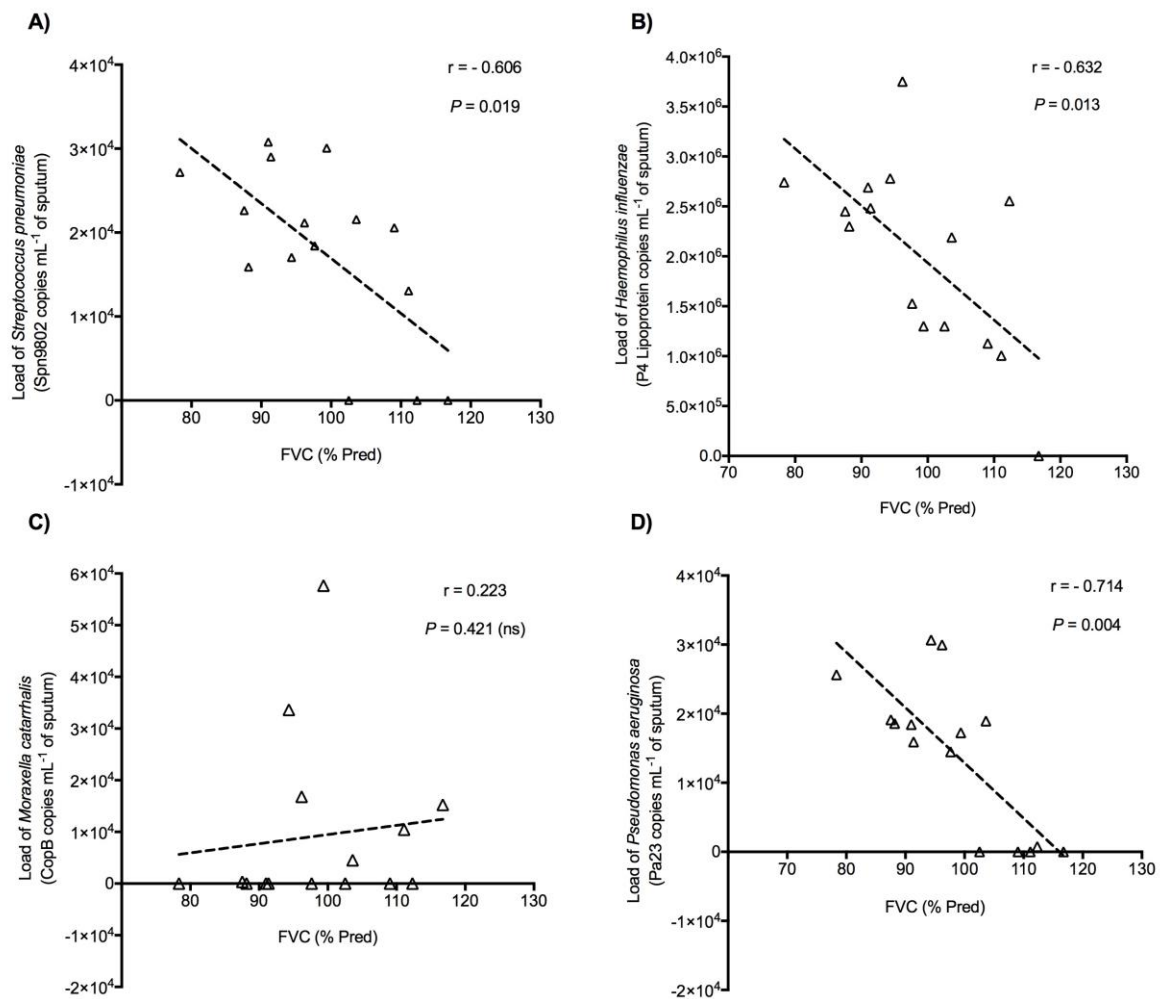 A)
Load of Streptococcus pneumoniae
(Spn9802 copies mL⁻¹ of sputum)
4×10⁴
3×10⁴
2×10⁴
1×10⁴
0
-1×10⁴
r = - 0.606
P = 0.019
80 90 100 110 120 130
FVC (% Pred)
B)
Load of Haemophilus influenzae
(P4 Lipoprotein copies mL⁻¹ of sputum)
4.0×10⁶
3.5×10⁶
3.0×10⁶
2.5×10⁶
2.0×10⁶
1.5×10⁶
1.0×10⁶
5.0×10⁵
0.0
r = - 0.632
P = 0.013
70 80 90 100 110 120 130
FVC (% Pred)
C)
Load of Moraxella catarrhalis
(CopB copies mL⁻¹ of sputum)
6×10⁴
5×10⁴
4×10⁴
3×10⁴
2×10⁴
1×10⁴
0
-1×10⁴
-2×10⁴
r = 0.223
P = 0.421 (ns)
80 90 100 110 120 130
FVC (% Pred)
D)
Load of Pseudomonas aeruginosa
(Pa23 copies mL⁻¹ of sputum)
4×10⁴
3×10⁴
2×10⁴
1×10⁴
0
-1×10⁴
-2×10⁴
r = - 0.714
P = 0.004
70 80 90 100 110 120 130
FVC (% Pred)